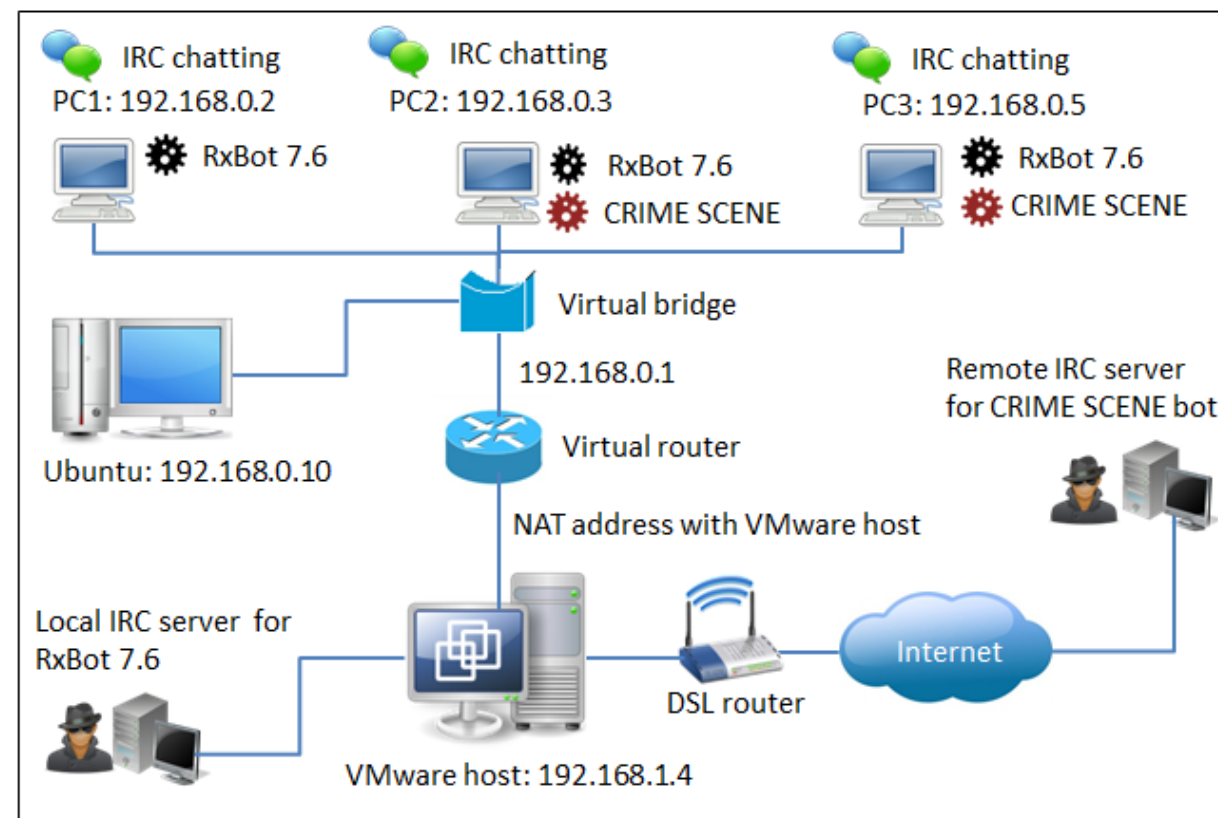 IRC chatting
PC1: 192.168.0.2
RxBot 7.6
IRC chatting
PC2: 192.168.0.3
RxBot 7.6
CRIME SCENE
IRC chatting
PC3: 192.168.0.5
RxBot 7.6
CRIME SCENE
Virtual bridge
192.168.0.1
Ubuntu: 192.168.0.10
Virtual router
Remote IRC server
for CRIME SCENE bot
NAT address with VMware host
Local IRC server for
RxBot 7.6
VMware host: 192.168.1.4
DSL router
Internet